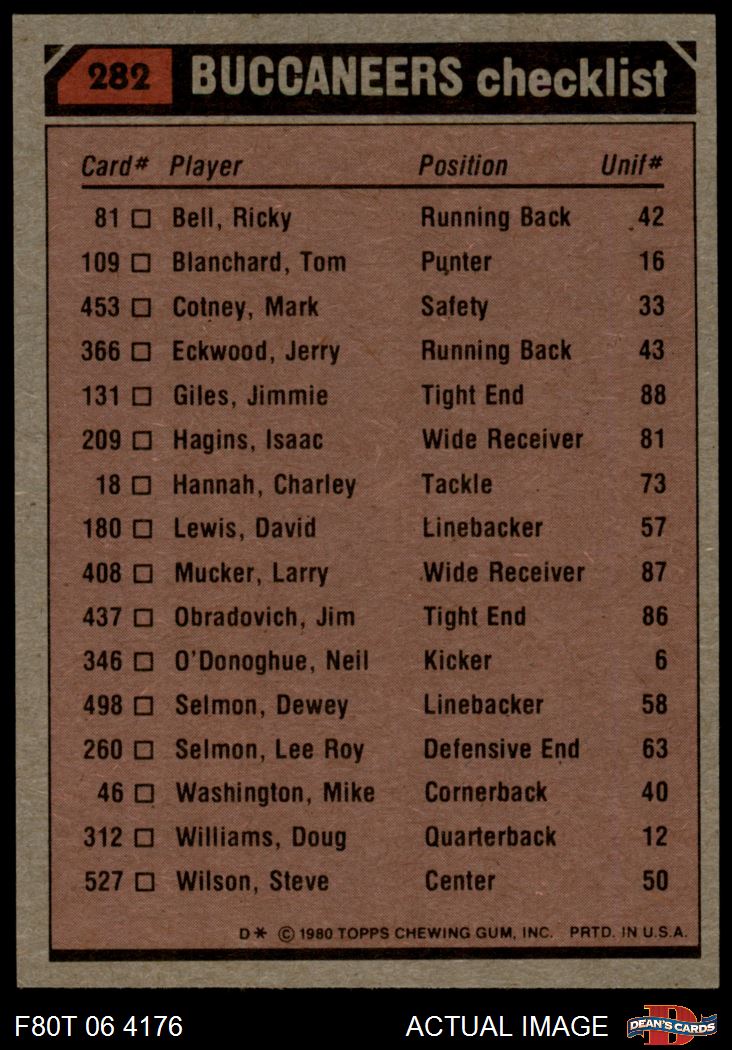 282 BUCCANEERS checklist
Card# Player Position Unif#
81 Bell, Ricky Running Back 42
109 Blanchard, Tom Punter 16
453 Cotney, Mark Safety 33
366 Eckwood, Jerry Running Back 43
131 Giles, Jimmie Tight End 88
209 Hagins, Isaac Wide Receiver 81
18 Hannah, Charley Tackle 73
180 Lewis, David Linebacker 57
408 Mucker, Larry Wide Receiver 87
437 Obradovich, Jim Tight End 86
346 O'Donoghue, Neil Kicker 6
498 Selmon, Dewey Linebacker 58
260 Selmon, Lee Roy Defensive End 63
46 Washington, Mike Cornerback 40
312 Williams, Doug Quarterback 12
527 Wilson, Steve Center 50
D* © 1980 TOPPS CHEWING GUM, INC. PRTD. IN U.S.A.
F80T 06 4176 ACTUAL IMAGE D DEAN'S CARDS